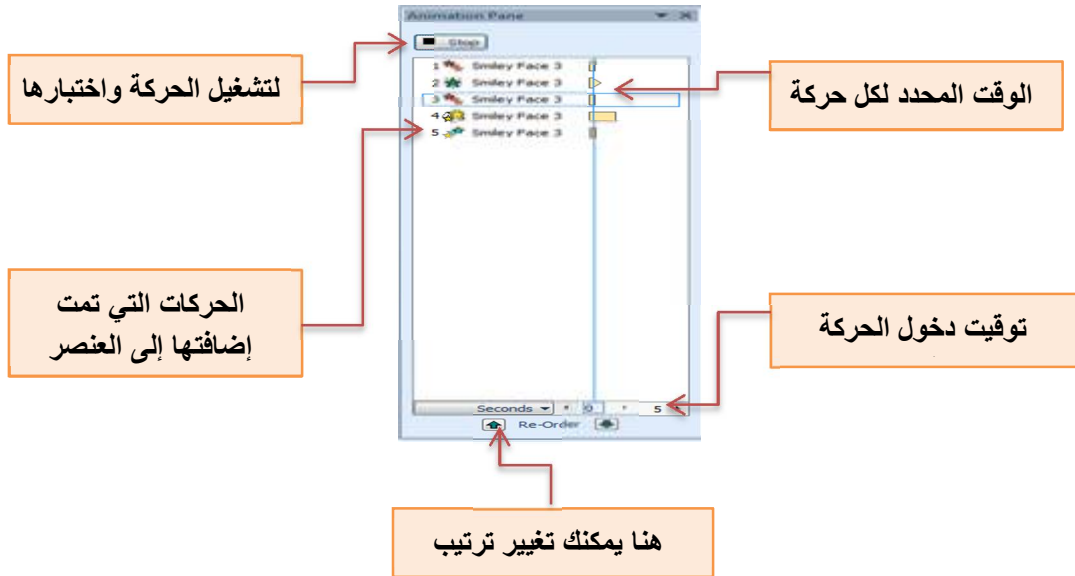 Animation Pane
Stop
1 Smiley Face 3
2 Smiley Face 3
3 Smiley Face 3
4 Smiley Face 3
5 Smiley Face 3
لتشغيل الحركة واختبارها
الوقت المحدد لكل حركة
الحركات التي تمت
إضافتها إلى العنصر
توقيت دخول الحركة
Seconds 0 5
Re-Order
هنا يمكنك تغيير ترتيب